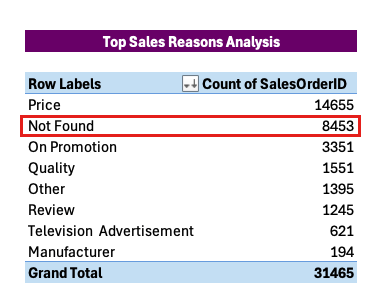 Top Sales Reasons Analysis
Row Labels Count of SalesOrderID
Price 14655
Not Found 8453
On Promotion 3351
Quality 1551
Other 1395
Review 1245
Television Advertisement 621
Manufacturer 194
Grand Total 31465